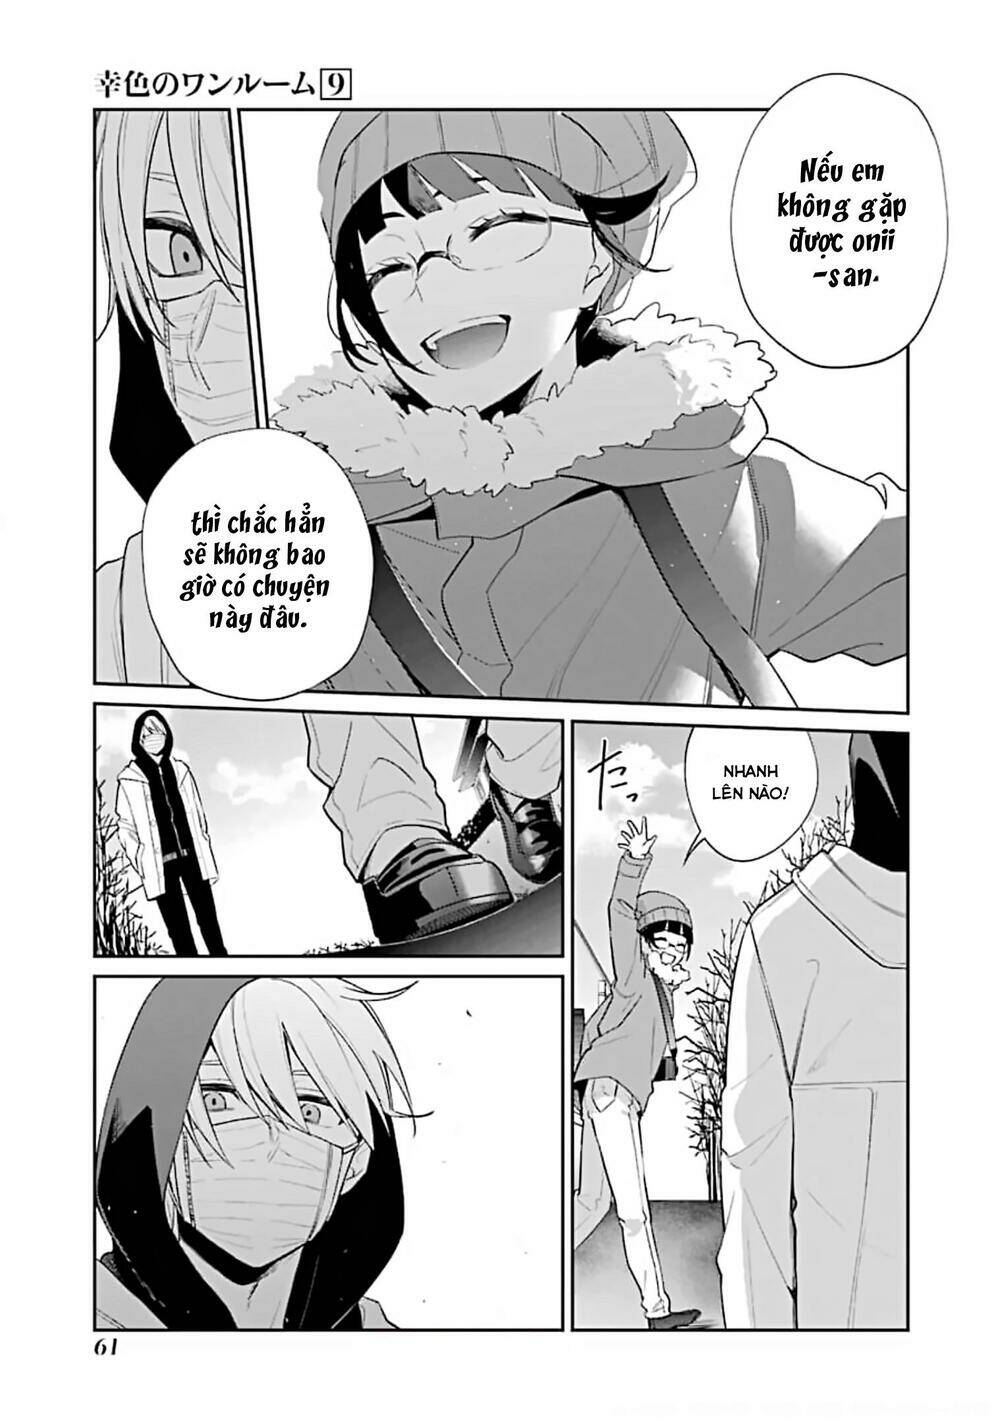 幸色のワンルーム 9
Nếu em
không gặp
được onii
-san.
thì chắc hẳn
sẽ không bao
giờ có chuyện
này đâu.
たっ
NHANH
LÊN NÀO!
61